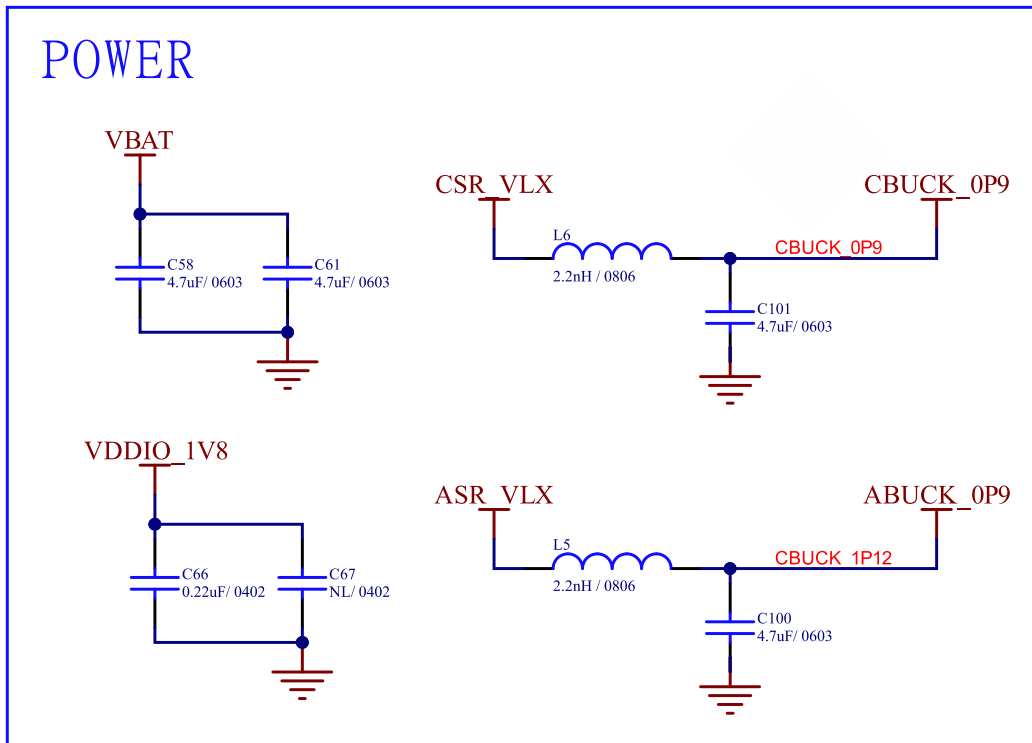 POWER
VBAT
C58
4.7uF/ 0603
C61
4.7uF/ 0603
CSR_VLX
CBUCK_0P9
L6
2.2nH / 0806
CBUCK_0P9
C101
4.7uF/ 0603
VDDIO_1V8
C66
0.22uF/ 0402
C67
NL/ 0402
ASR_VLX
ABUCK_0P9
L5
2.2nH / 0806
CBUCK_1P12
C100
4.7uF/ 0603